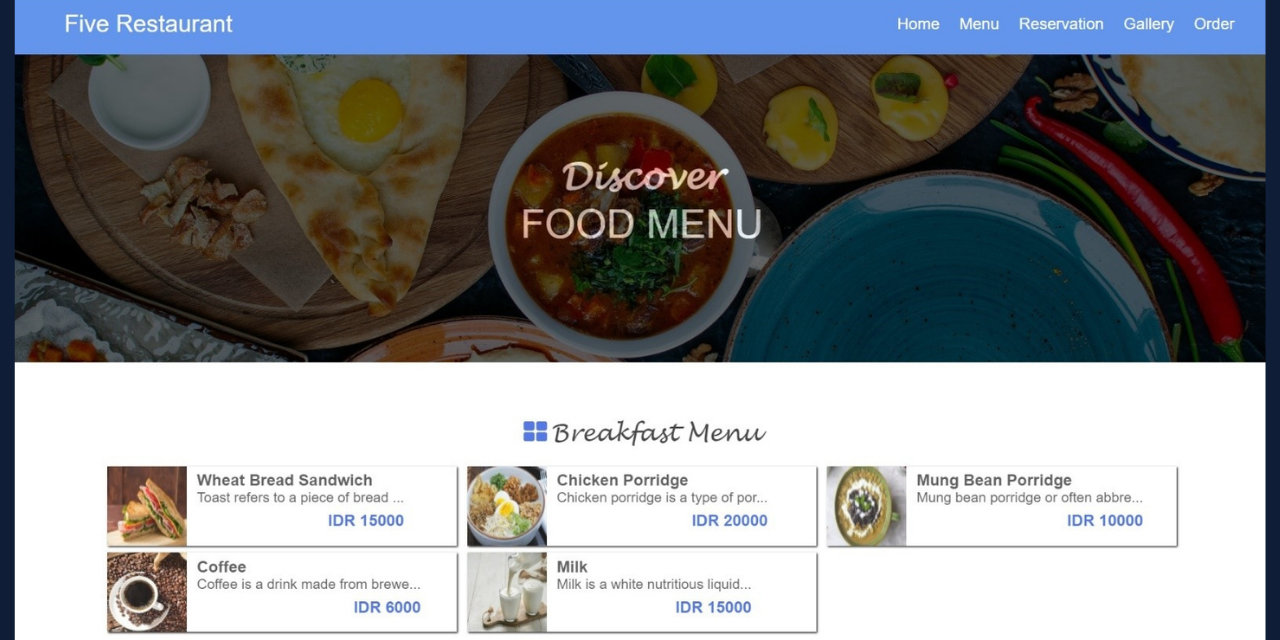 Five Restaurant
Home Menu Reservation Gallery Order
Discover
FOOD MENU
Breakfast Menu
Wheat Bread Sandwich
Toast refers to a piece of bread ...
IDR 15000
Chicken Porridge
Chicken porridge is a type of por...
IDR 20000
Mung Bean Porridge
Mung bean porridge or often abbre...
IDR 10000
Coffee
Coffee is a drink made from brewe...
IDR 6000
Milk
Milk is a white nutritious liquid...
IDR 15000